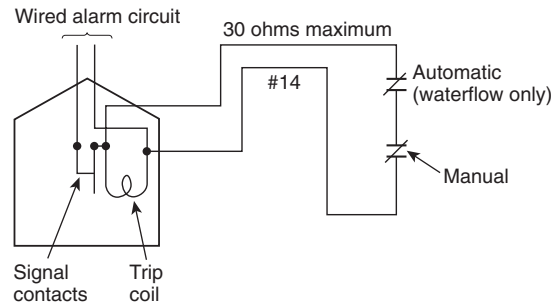 Wired alarm circuit
30 ohms maximum
#14
Automatic
(waterflow only)
Manual
Signal
contacts
Trip
coil